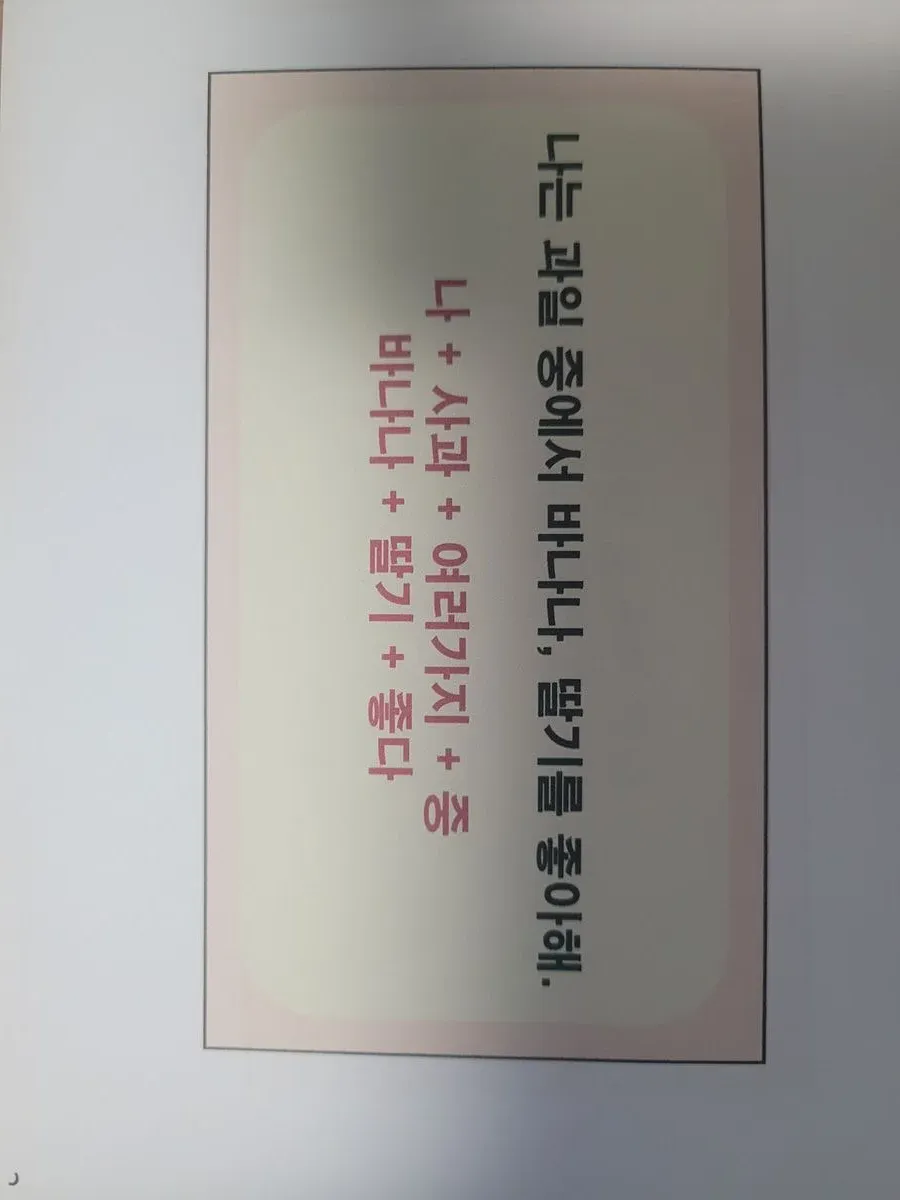 나는 과일 중에서 바나나, 딸기를 좋아해.
나 + 사과 + 여러가지 + 중
바나나 + 딸기 + 좋다